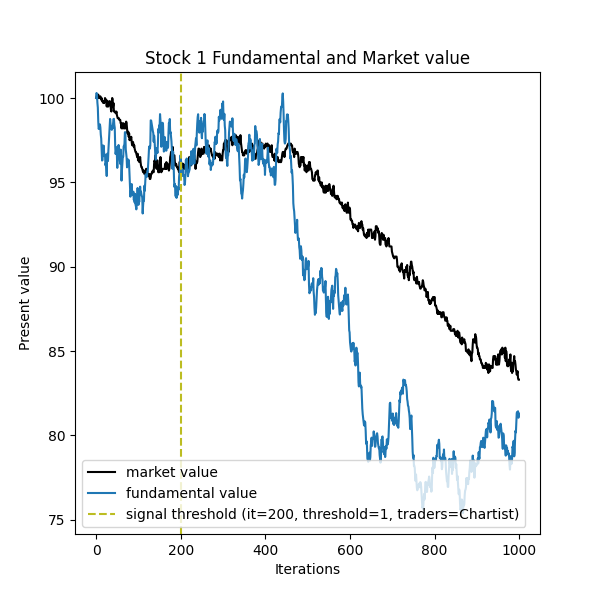 Stock 1 Fundamental and Market value
Present value
100
95
90
85
80
75
market value
fundamental value
signal threshold (it=200, threshold=1, traders=Chartist)
0 200 400 600 800 1000
Iterations